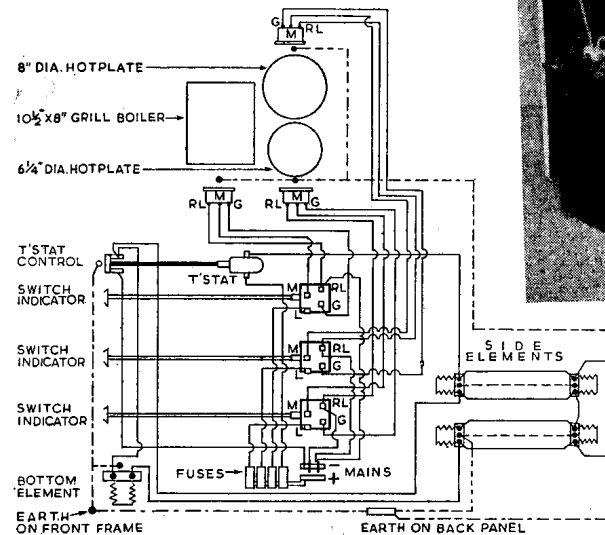 G M RL
8" DIA. HOTPLATE
10½"X8" GRILL BOILER
6¼" DIA. HOTPLATE
RL M G
RL M G
T'STAT CONTROL
T'STAT
SWITCH INDICATOR
M RL
L G
SWITCH INDICATOR
M RL
L G
SWITCH INDICATOR
M RL
L G
SIDE ELEMENTS
FUSES
MAINS
−
+
BOTTOM ELEMENT
EARTH ON FRONT FRAME
EARTH ON BACK PANEL